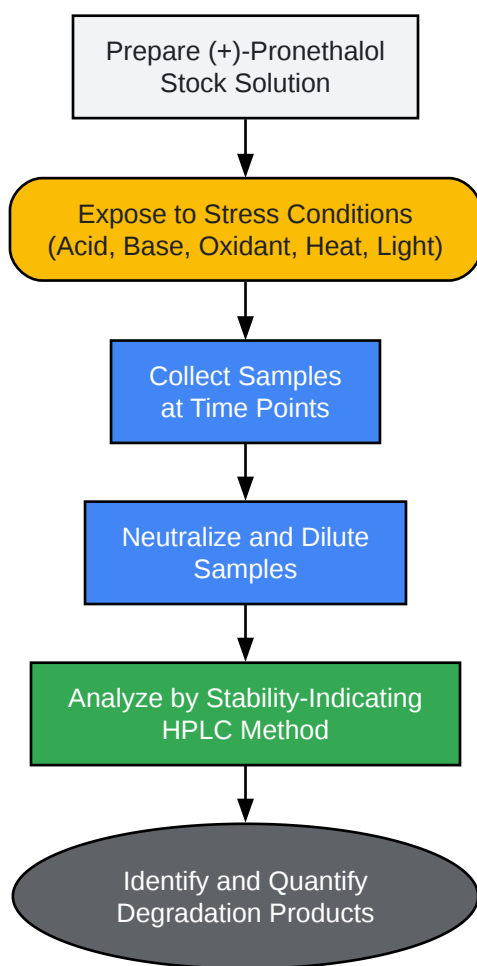 Prepare (+)-Pronethalol
Stock Solution
Expose to Stress Conditions
(Acid, Base, Oxidant, Heat, Light)
Collect Samples
at Time Points
Neutralize and Dilute
Samples
Analyze by Stability-Indicating
HPLC Method
Identify and Quantify
Degradation Products